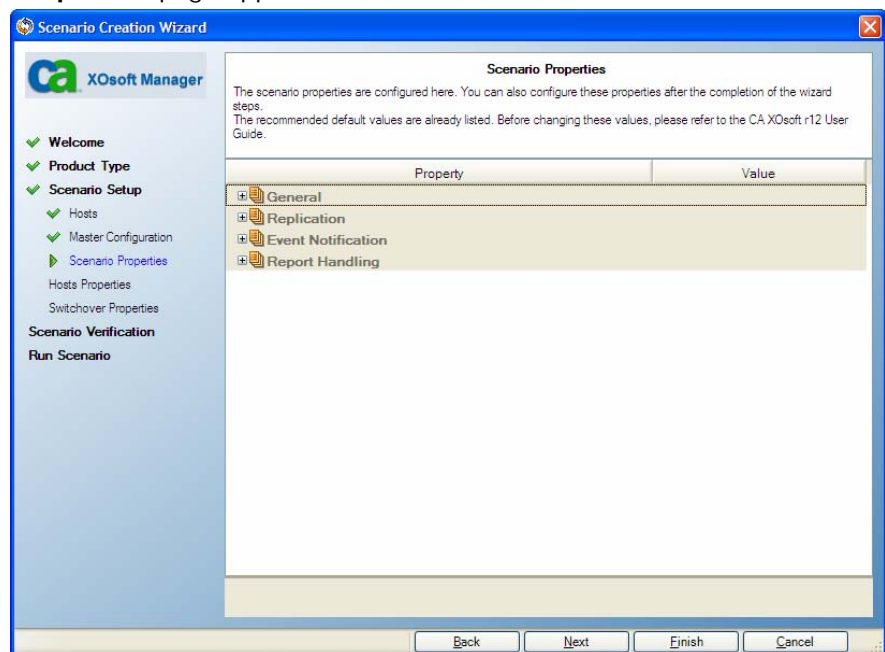 Scenario Creation Wizard
ca XOsoft Manager
Welcome
Product Type
Scenario Setup
Hosts
Master Configuration
Scenario Properties
Hosts Properties
Switchover Properties
Scenario Verification
Run Scenario
Scenario Properties
The scenario properties are configured here. You can also configure these properties after the completion of the wizard
steps.
The recommended default values are already listed. Before changing these values, please refer to the CA XOsoft r12 User
Guide.
Property Value
General
Replication
Event Notification
Report Handling
Back Next Finish Cancel